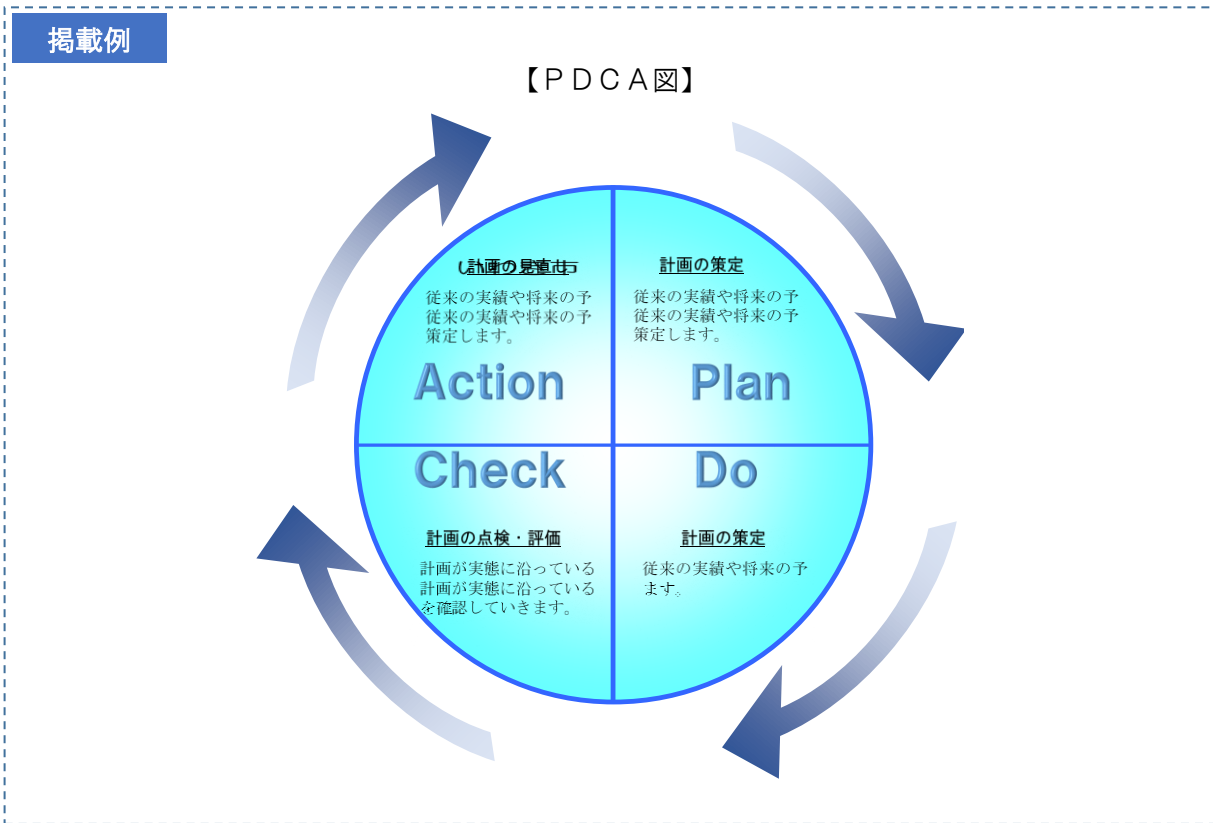 掲載例
【ＰＤＣＡ図】
計画の見直し
従来の実績や将来の予
従来の実績や将来の予
策定します。
Action
計画の策定
従来の実績や将来の予
従来の実績や将来の予
策定します。
Plan
Check
計画の点検・評価
計画が実態に沿っている
計画が実態に沿っている
を確認していきます。
Do
計画の策定
従来の実績や将来の予
ます。